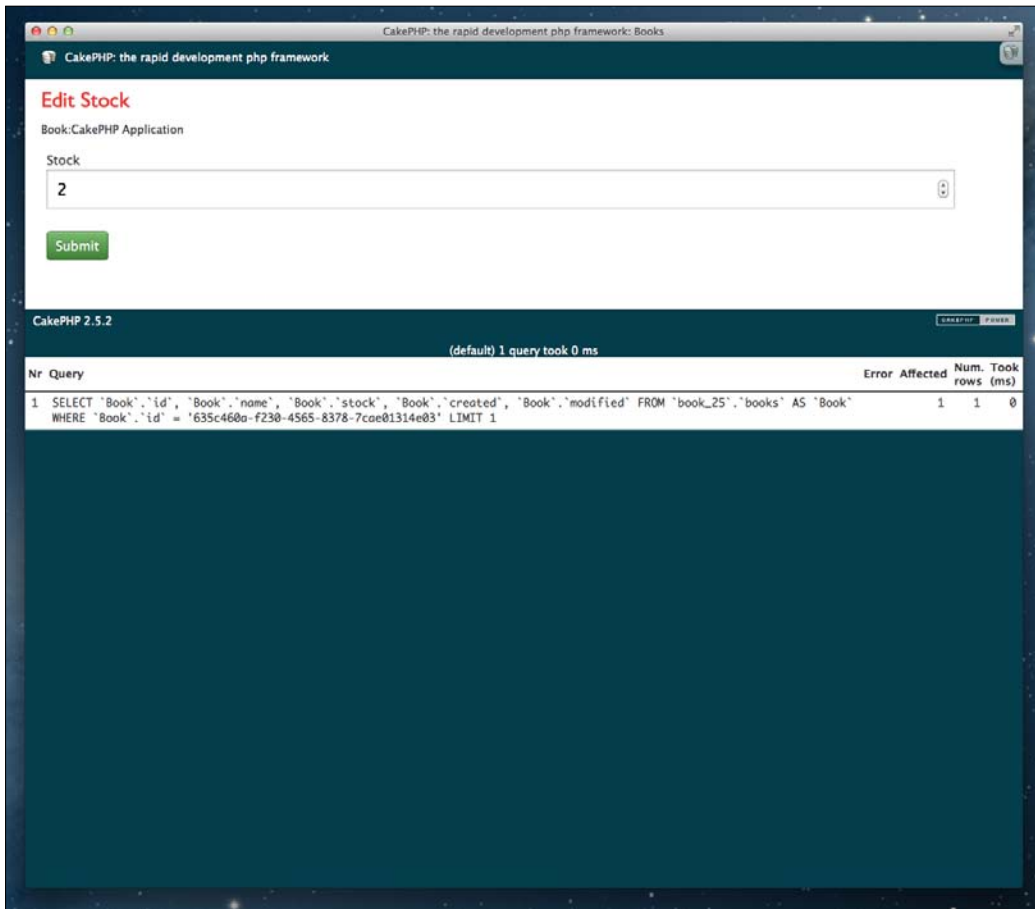 CakePHP: the rapid development php framework: Books
CakePHP: the rapid development php framework
Edit Stock
Book:CakePHP Application
Stock
2
Submit
CakePHP 2.5.2
CAKEPHP POWER
(default) 1 query took 0 ms
Nr Query Error Affected Num. rows Took (ms)
1 SELECT `Book`.`id`, `Book`.`name`, `Book`.`stock`, `Book`.`created`, `Book`.`modified` FROM `book_25`.`books` AS `Book` 1 1 0
WHERE `Book`.`id` = '635c460a-f230-4565-8378-7cae01314e03' LIMIT 1